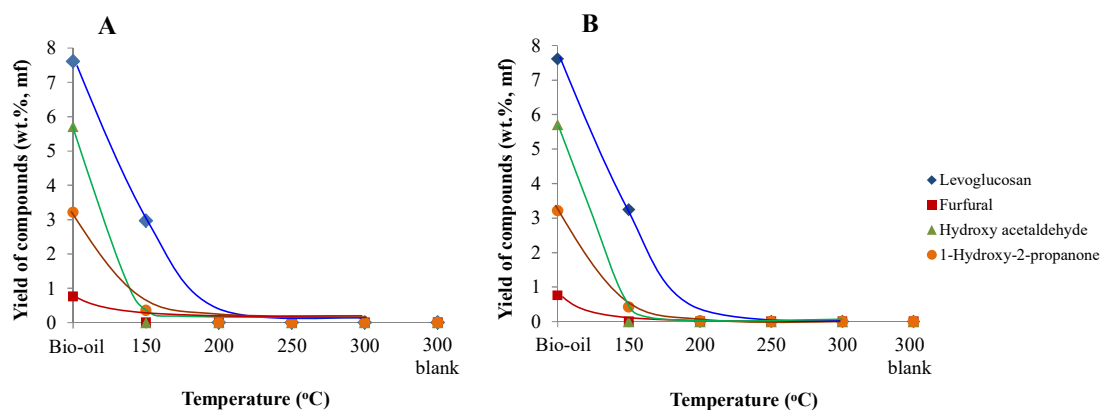 A
Yield of compounds (wt.%, mf)
8
7
6
5
4
3
2
1
0
Bio-oil 150 200 250 300 300
blank
Temperature (°C)
B
Yield of compounds (wt.%, mf)
8
7
6
5
4
3
2
1
0
Bio-oil 150 200 250 300 300
blank
Temperature (°C)
Levoglucosan
Furfural
Hydroxy acetaldehyde
1-Hydroxy-2-propanone